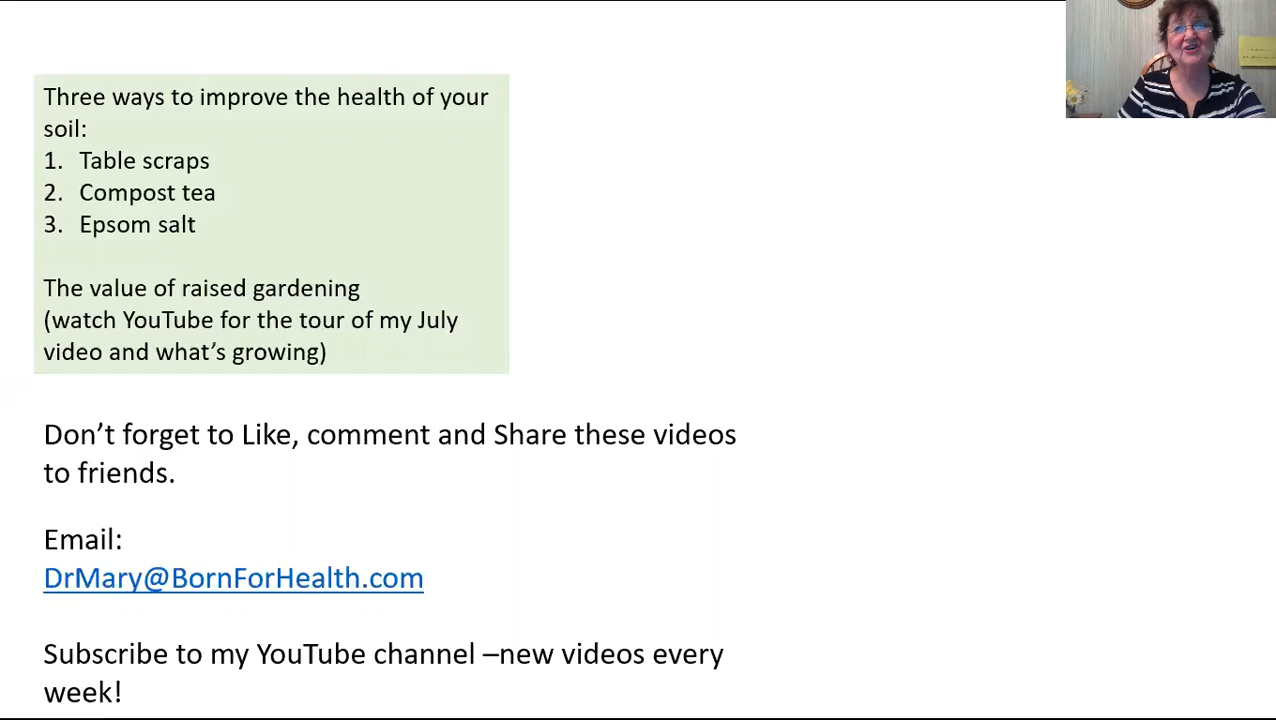 Three ways to improve the health of your
soil:
1. Table scraps
2. Compost tea
3. Epsom salt
The value of raised gardening
(watch YouTube for the tour of my July
video and what’s growing)
Don’t forget to Like, comment and Share these videos
to friends.
Email:
DrMary@BornForHealth.com
Subscribe to my YouTube channel –new videos every
week!